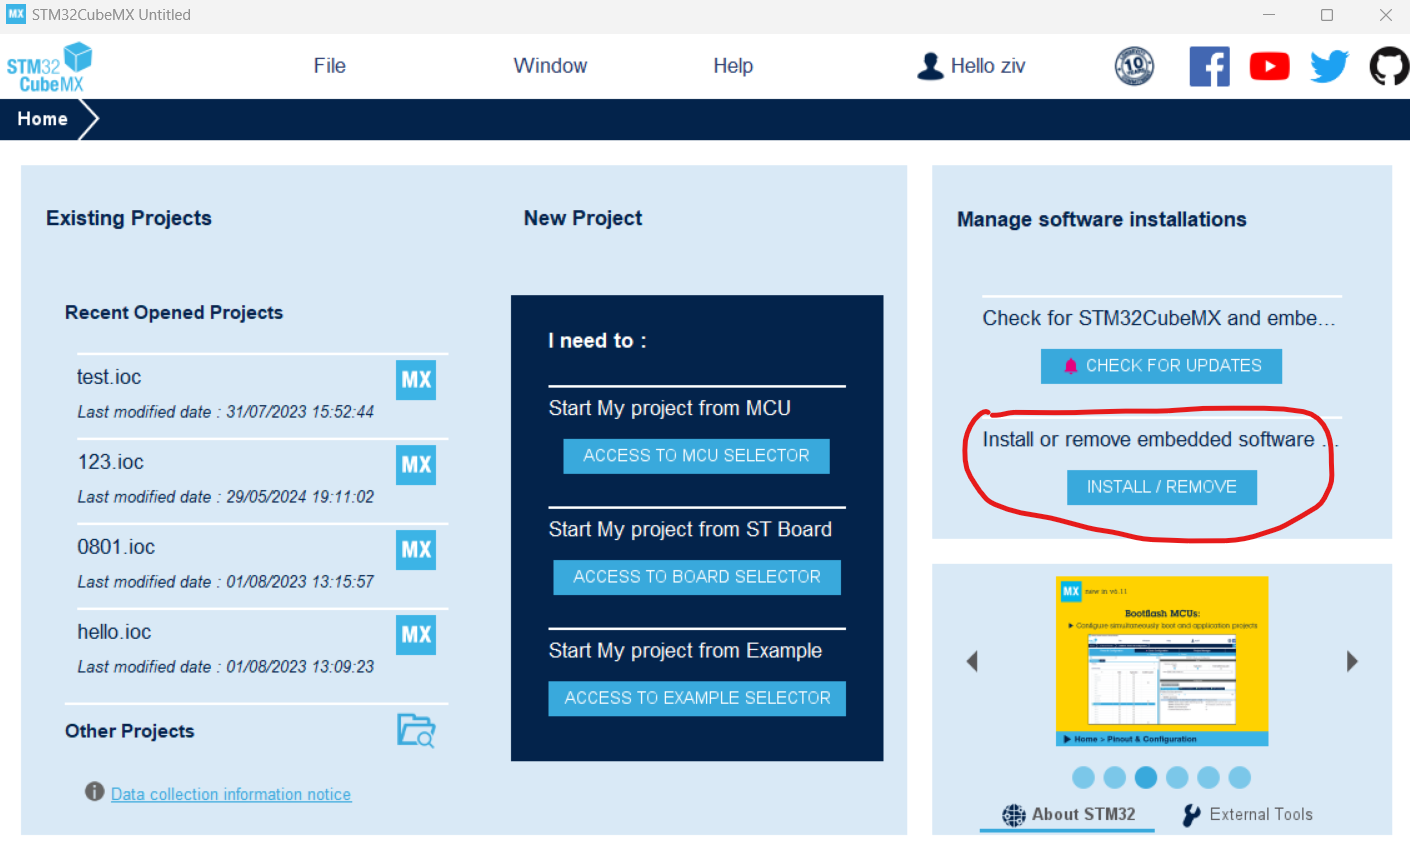 MX STM32CubeMX Untitled
STM32
CubeMX
File Window Help Hello ziv
10
Home
Existing Projects
Recent Opened Projects
test.ioc
MX
Last modified date : 31/07/2023 15:52:44
123.ioc
MX
Last modified date : 29/05/2024 19:11:02
0801.ioc
MX
Last modified date : 01/08/2023 13:15:57
hello.ioc
MX
Last modified date : 01/08/2023 13:09:23
Other Projects
Data collection information notice
New Project
I need to :
Start My project from MCU
ACCESS TO MCU SELECTOR
Start My project from ST Board
ACCESS TO BOARD SELECTOR
Start My project from Example
ACCESS TO EXAMPLE SELECTOR
Manage software installations
Check for STM32CubeMX and embe...
CHECK FOR UPDATES
Install or remove embedded software ...
INSTALL / REMOVE
MX new in v6.11
Bootflash MCUs:
Configure simultaneously boot and application projects
Home > Pinout & Configuration
About STM32 External Tools